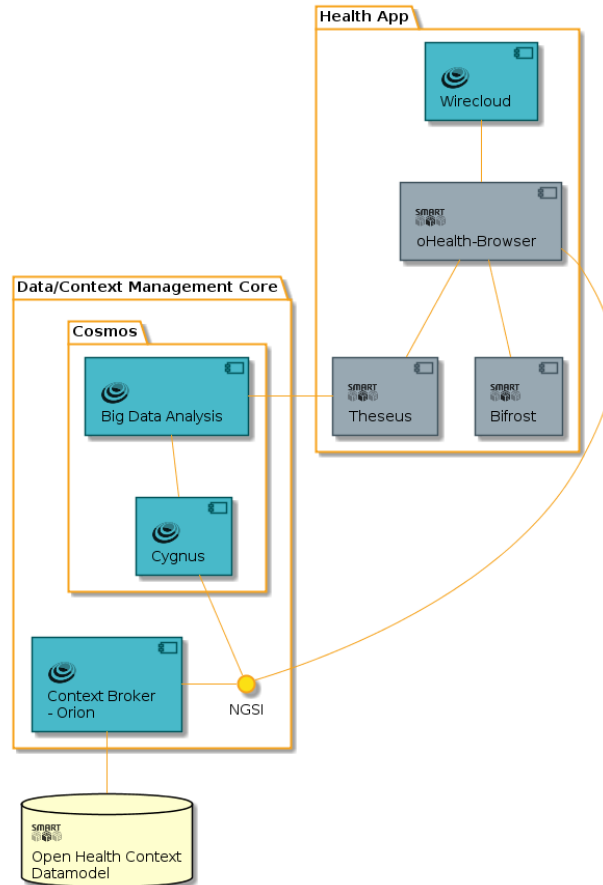 Health App
Wirecloud
SMART
oHealth-Browser
Data/Context Management Core
Cosmos
Big Data Analysis
SMART
Theseus
SMART
Bifrost
Cygnus
Context Broker
- Orion
NGSI
SMART
Open Health Context
Datamodel